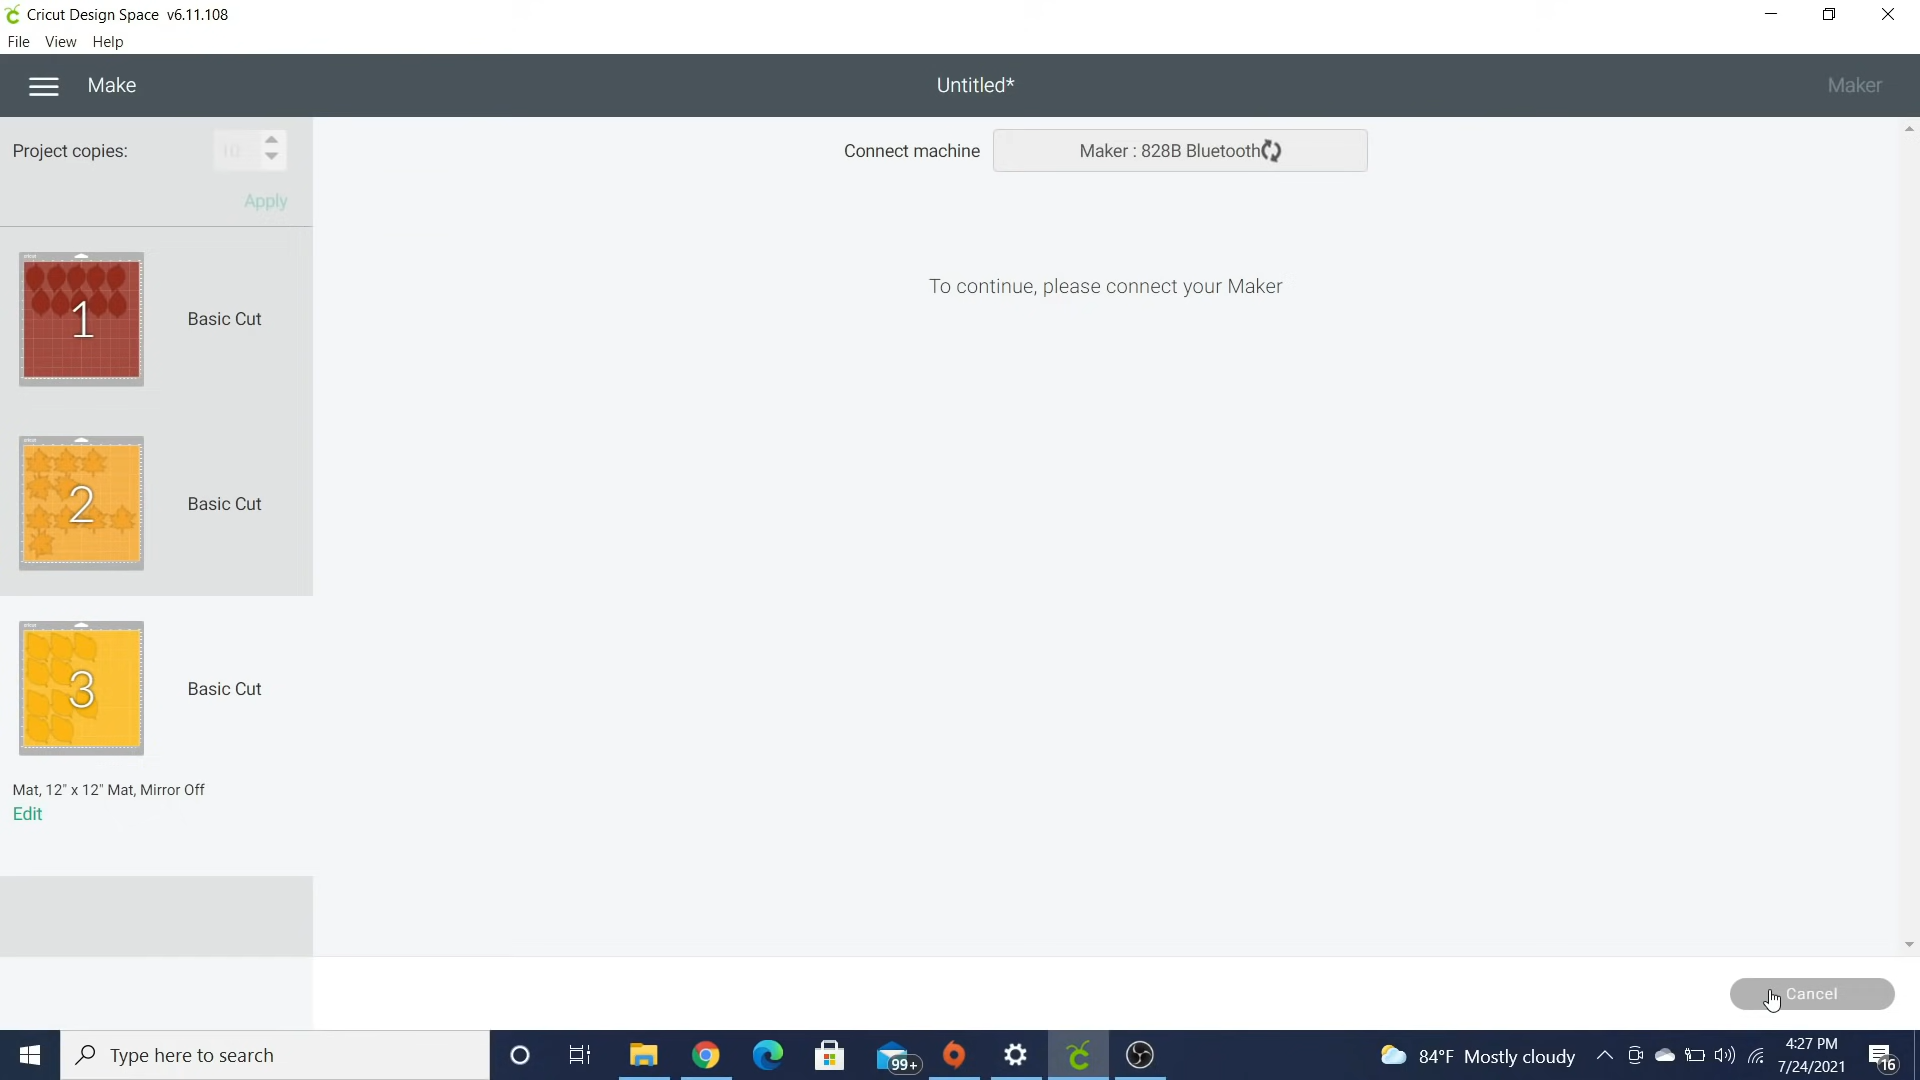 Cricut Design Space v6.11.108
File View Help
Make
Untitled*
Maker
Project copies:
10
Apply
Connect machine
Maker : 828B Bluetooth
To continue, please connect your Maker
1
Basic Cut
2
Basic Cut
3
Basic Cut
Mat, 12" x 12" Mat, Mirror Off
Edit
Cancel
Type here to search
99+
84°F Mostly cloudy
4:27 PM
7/24/2021
16